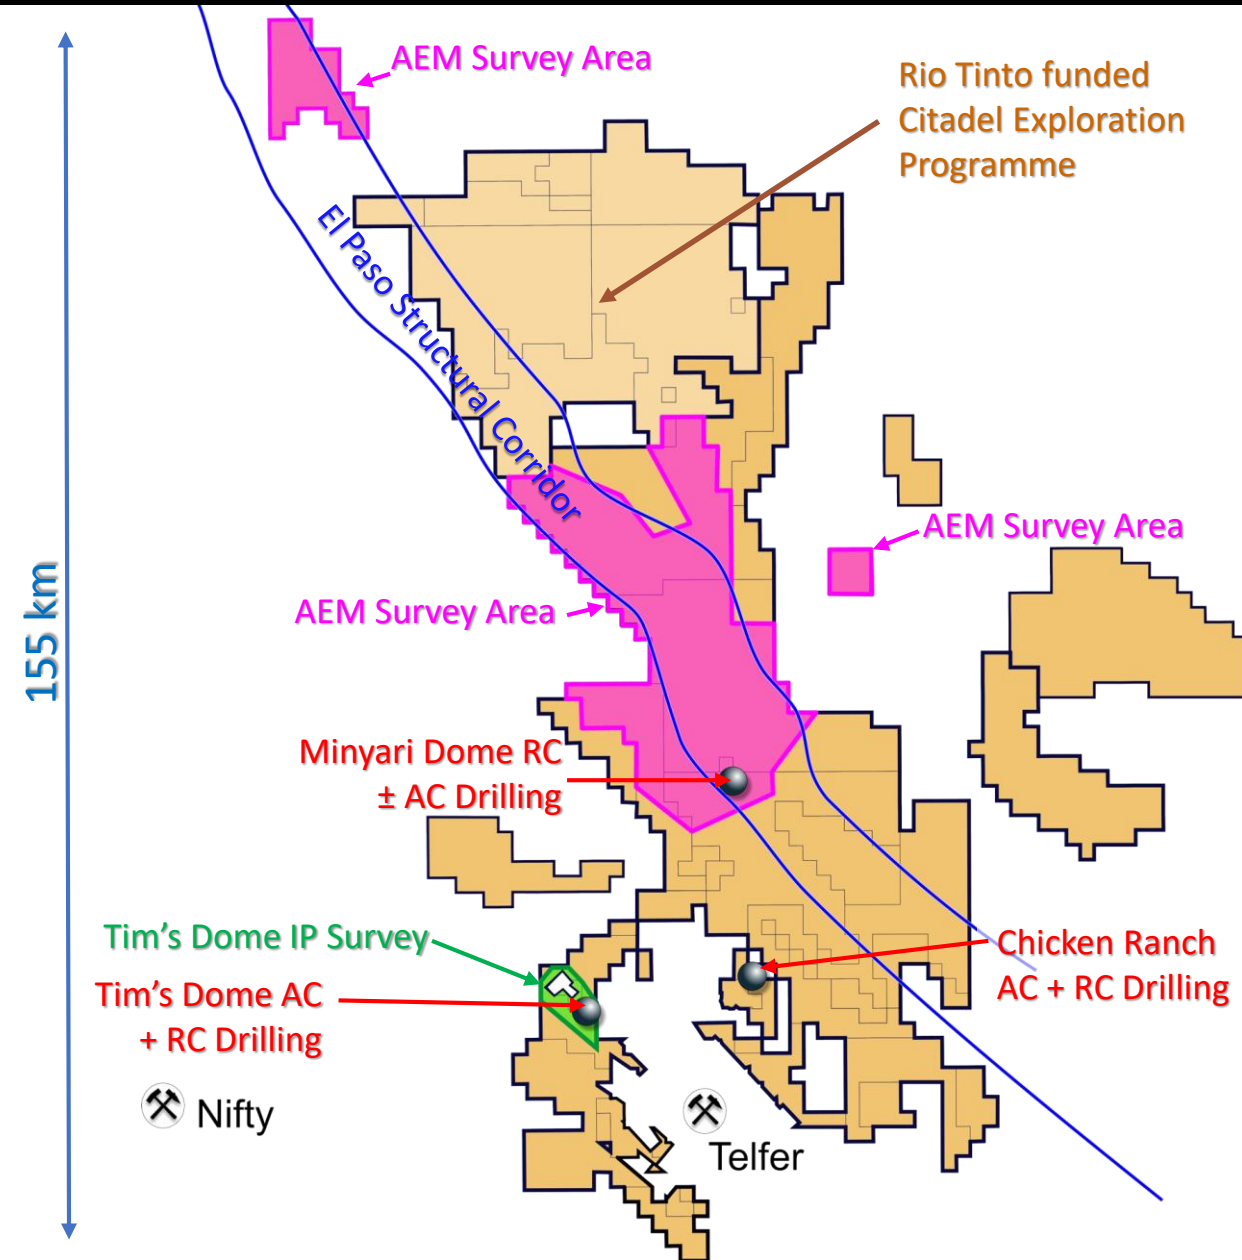 AEM Survey Area
Rio Tinto funded
Citadel Exploration
Programme
El Paso Structural Corridor
AEM Survey Area
155 km
AEM Survey Area
Minyari Dome RC
± AC Drilling
Tim’s Dome IP Survey
Chicken Ranch
AC + RC Drilling
Tim’s Dome AC
+ RC Drilling
Nifty
Telfer